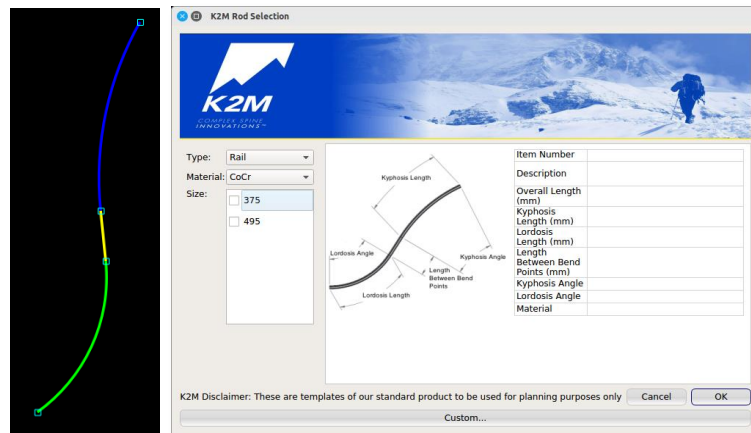 K2M Rod Selection
K2M
COMPLEX SPINE
INNOVATIONS™
Type: Rail
Material: CoCr
Size:
375
495
Kyphosis Length
Lordosis Angle
Kyphosis Angle
Length
Between Bend
Points
Lordosis Length
Item Number
Description
Overall Length
(mm)
Kyphosis
Length (mm)
Lordosis
Length (mm)
Length
Between Bend
Points (mm)
Kyphosis Angle
Lordosis Angle
Material
K2M Disclaimer: These are templates of our standard product to be used for planning purposes only
Cancel
OK
Custom...